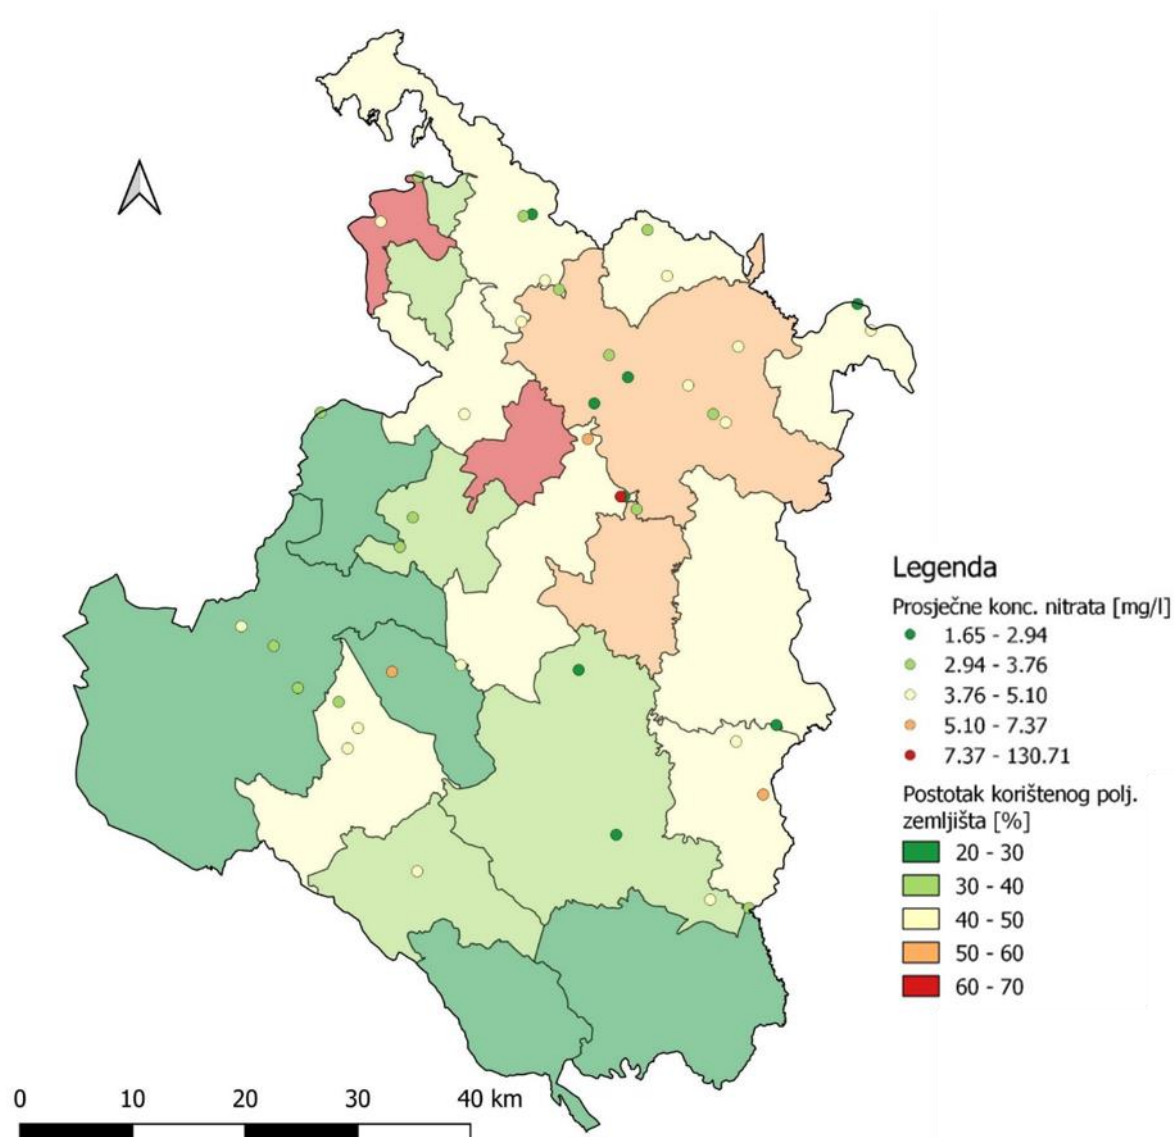 Legenda
Prosječne konc. nitrata [mg/l]
1.65 - 2.94
2.94 - 3.76
3.76 - 5.10
5.10 - 7.37
7.37 - 130.71
Postotak korištenog polj.
zemljišta [%]
20 - 30
30 - 40
40 - 50
50 - 60
60 - 70
0 10 20 30 40 km